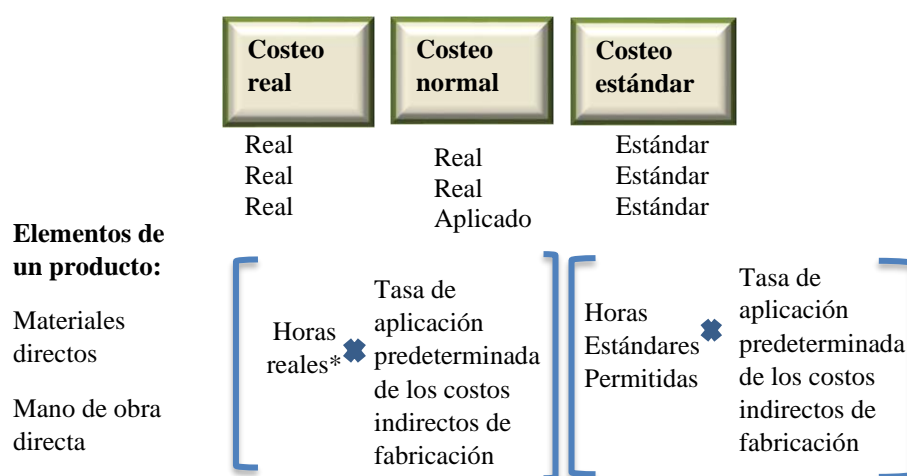 Costeo
real
Costeo
normal
Costeo
estándar
Real
Real
Real
Real
Real
Aplicado
Estándar
Estándar
Estándar
Elementos de
un producto:
Materiales
directos
Mano de obra
directa
Horas
reales*
Tasa de
aplicación
predeterminada
de los costos
indirectos de
fabricación
Horas
Estándares
Permitidas
Tasa de
aplicación
predeterminada
de los costos
indirectos de
fabricación